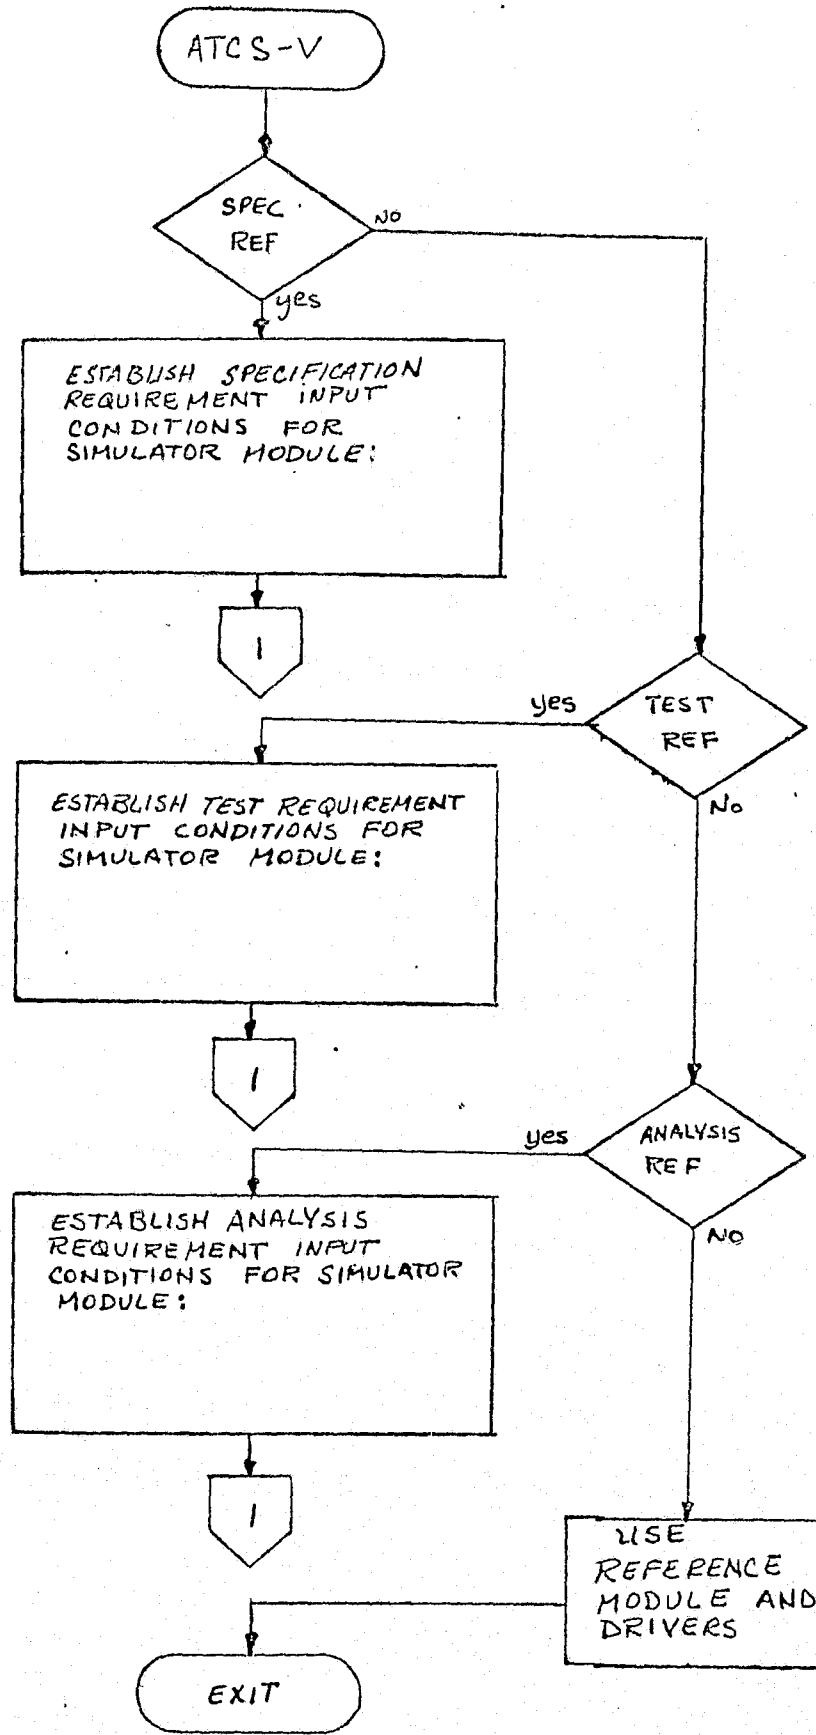 ATCS-V
SPEC
REF
NO
yes
ESTABLISH SPECIFICATION
REQUIREMENT INPUT
CONDITIONS FOR
SIMULATOR MODULE:
1
yes
TEST
REF
NO
ESTABLISH TEST REQUIREMENT
INPUT CONDITIONS FOR
SIMULATOR MODULE:
1
yes
ANALYSIS
REF
NO
ESTABLISH ANALYSIS
REQUIREMENT INPUT
CONDITIONS FOR SIMULATOR
MODULE:
1
USE
REFERENCE
MODULE AND
DRIVERS
EXIT